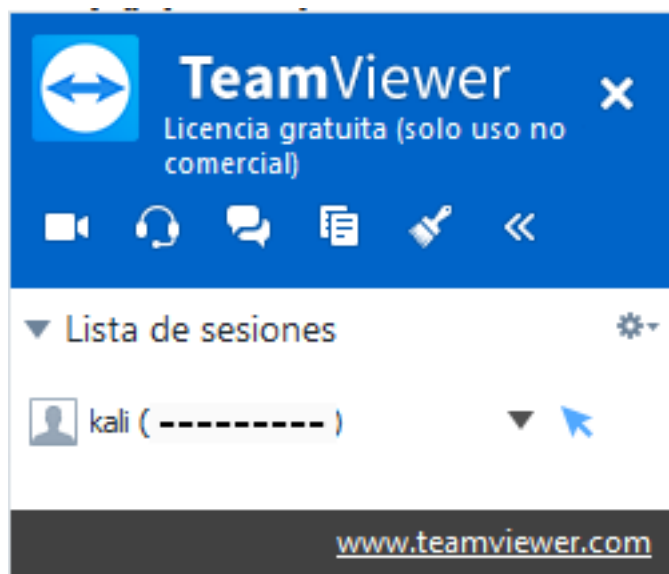 TeamViewer
Licencia gratuita (solo uso no
comercial)
Lista de sesiones
kali ( --------- )
www.teamviewer.com